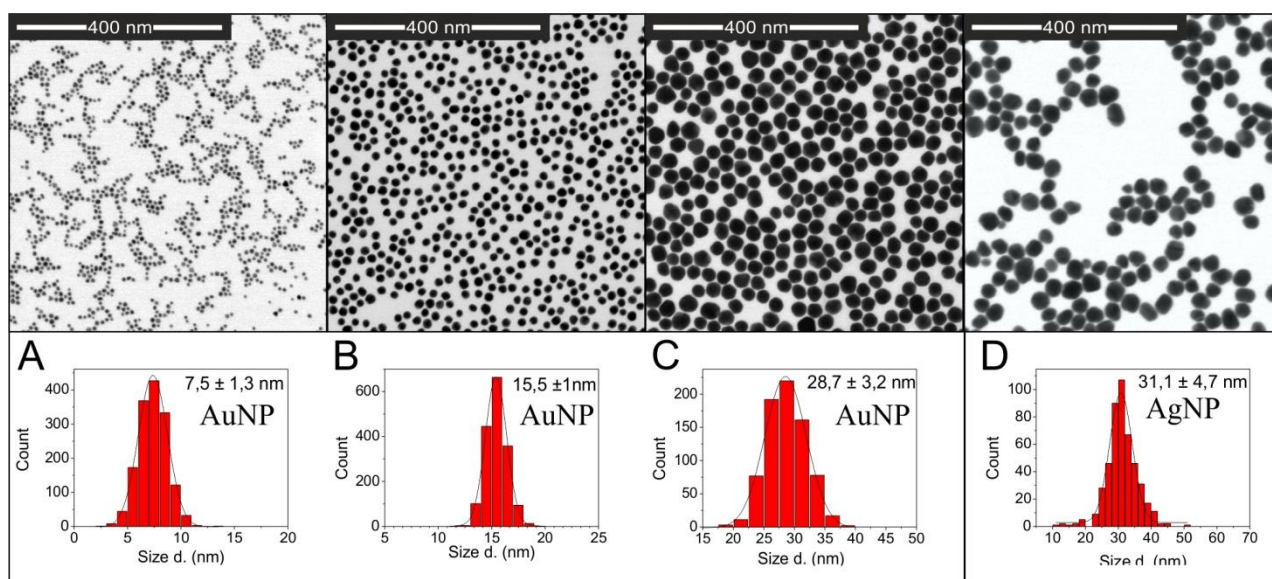 400 nm
400 nm
400 nm
400 nm
A
7,5 ± 1,3 nm
AuNP
Count
400
300
200
100
0
0 5 10 15 20
Size d. (nm)
B
15,5 ±1nm
AuNP
Count
600
400
200
0
5 10 15 20 25
Size d. (nm)
C
28,7 ± 3,2 nm
AuNP
Count
200
150
100
50
0
15 20 25 30 35 40 45 50
Size d. (nm)
D
31,1 ± 4,7 nm
AgNP
Count
100
80
60
40
20
0
0 10 20 30 40 50 60 70
Size d. (nm)